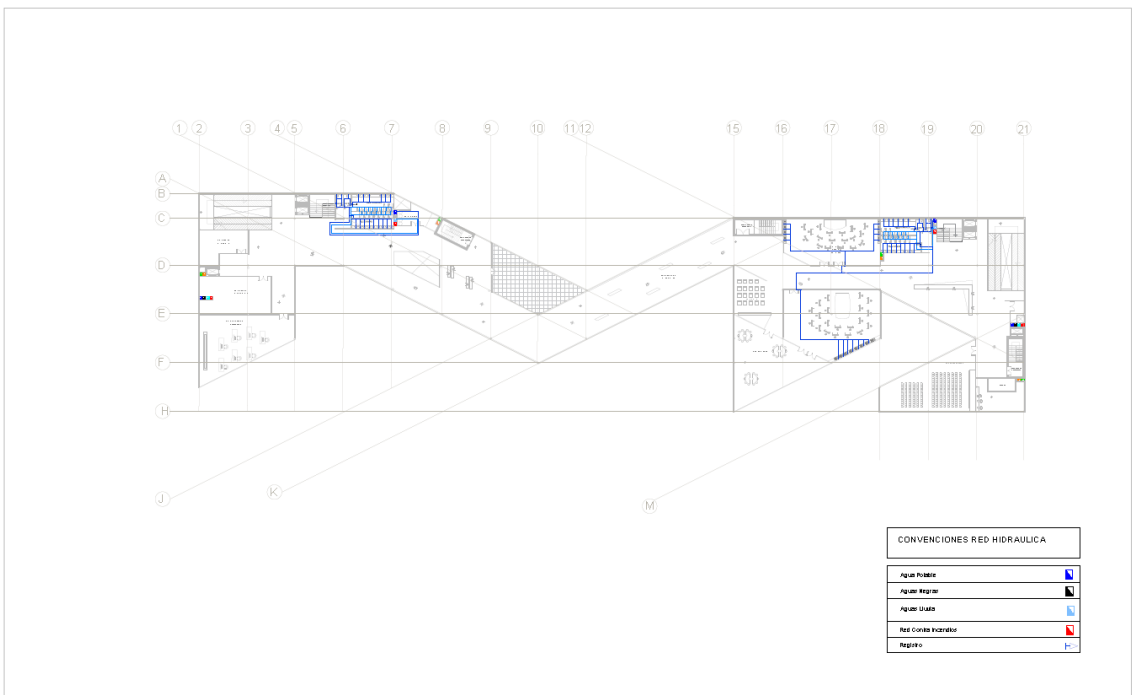 1 2 3 4 5 6 7 8 9 10 11 12 15 16 17 18 19 20 21
A
B
C
D
E
F
H
J
K
M
CONVENCIONES RED HIDRAULICA
Agua Potable
Aguas Negras
Aguas Lluvia
Red Contra Incendios
Registro